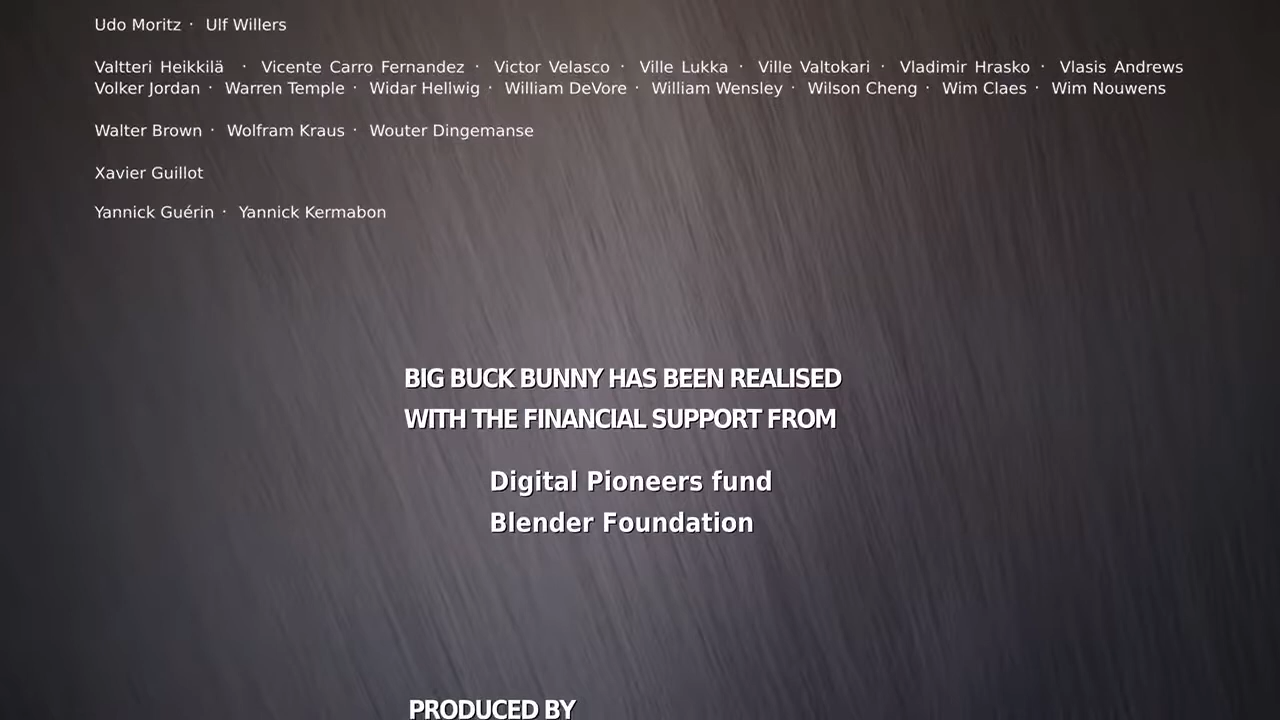 Udo Moritz · Ulf Willers
Valtteri Heikkilä · Vicente Carro Fernandez · Victor Velasco · Ville Lukka · Ville Valtokari · Vladimir Hrasko · Vlasis Andrews
Volker Jordan · Warren Temple · Widar Hellwig · William DeVore · William Wensley · Wilson Cheng · Wim Claes · Wim Nouwens
Walter Brown · Wolfram Kraus · Wouter Dingemanse
Xavier Guillot
Yannick Guérin · Yannick Kermabon
BIG BUCK BUNNY HAS BEEN REALISED
WITH THE FINANCIAL SUPPORT FROM
Digital Pioneers fund
Blender Foundation
PRODUCED BY